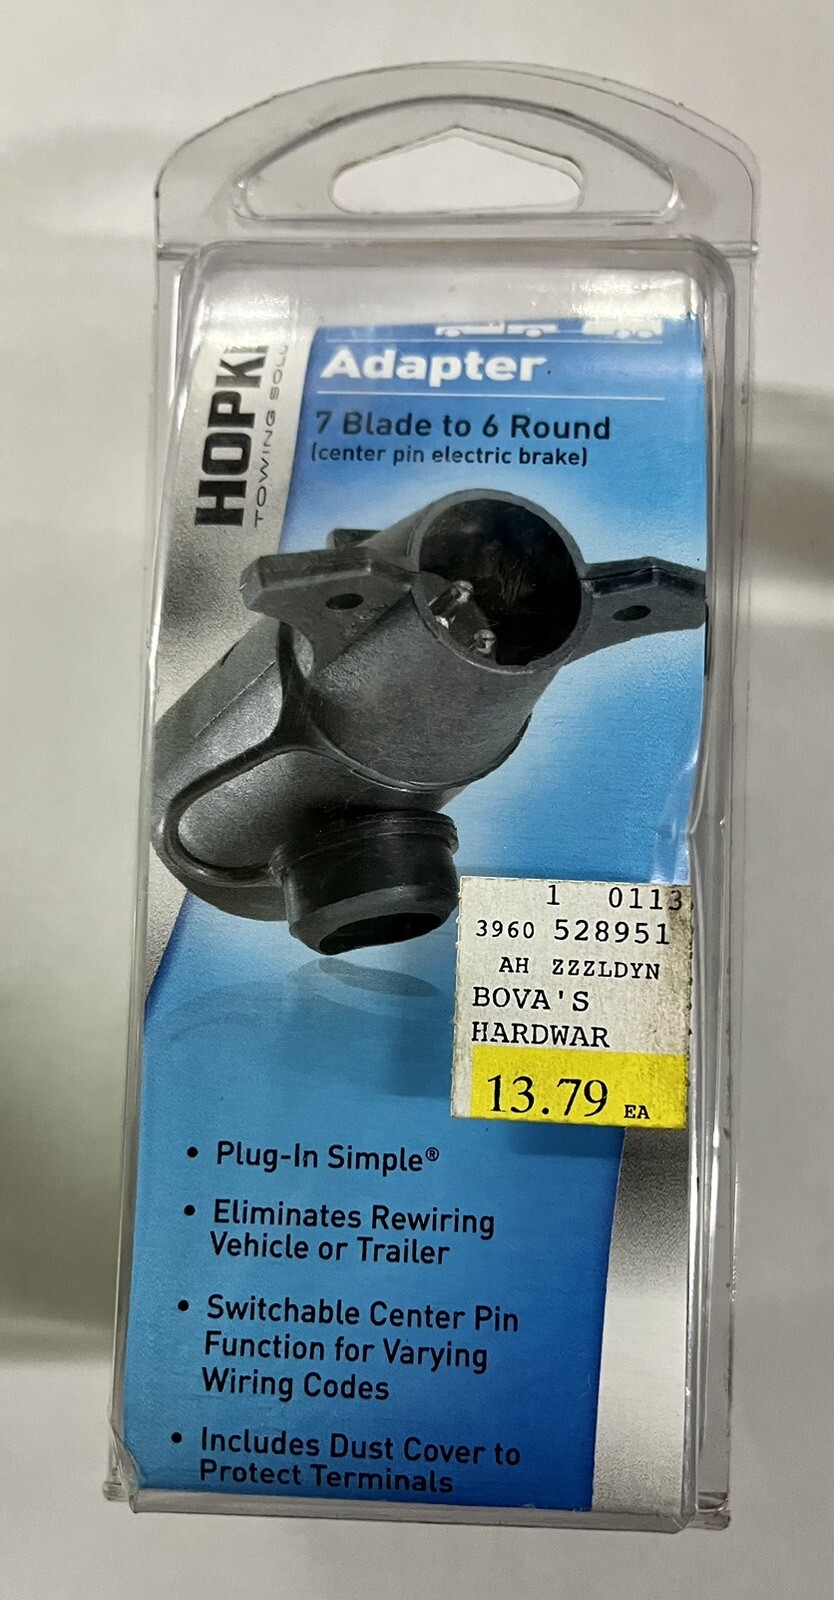 HOPKI
TOWING SOLU
Adapter
7 Blade to 6 Round
(center pin electric brake)
1 0113
3960 528951
AH ZZZLDYN
BOVA'S
HARDWAR
13.79 EA
• Plug-In Simple®
• Eliminates Rewiring
Vehicle or Trailer
• Switchable Center Pin
Function for Varying
Wiring Codes
• Includes Dust Cover to
Protect Terminals